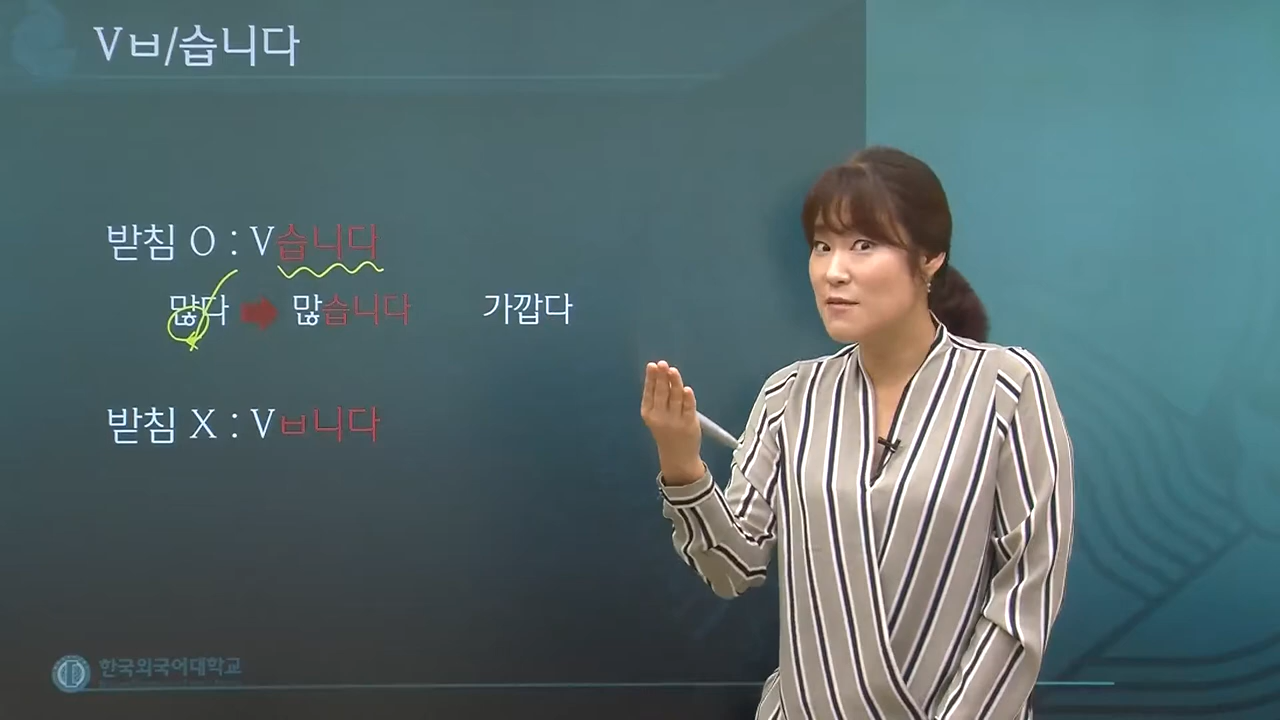 Vㅂ/습니다
받침 O : V습니다
많다 ➡ 많습니다 가깝다
받침 X : Vㅂ니다
한국외국어대학교